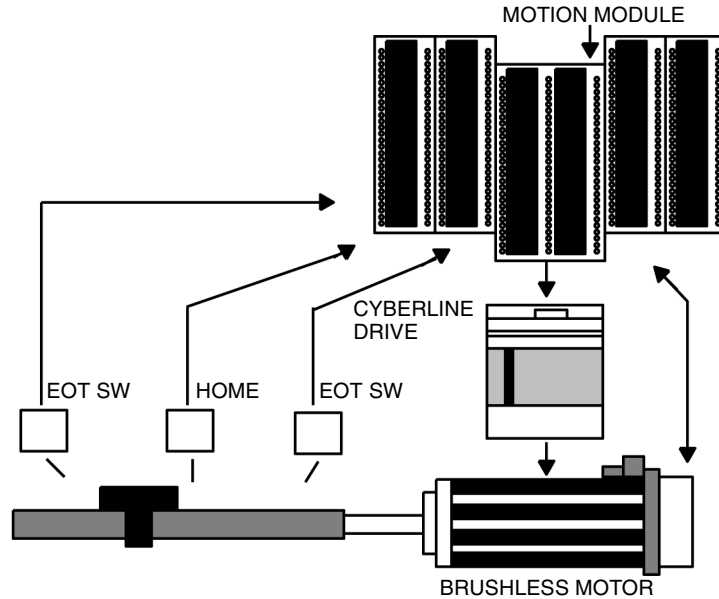 MOTION MODULE
CYBERLINE
DRIVE
EOT SW
HOME
EOT SW
BRUSHLESS MOTOR